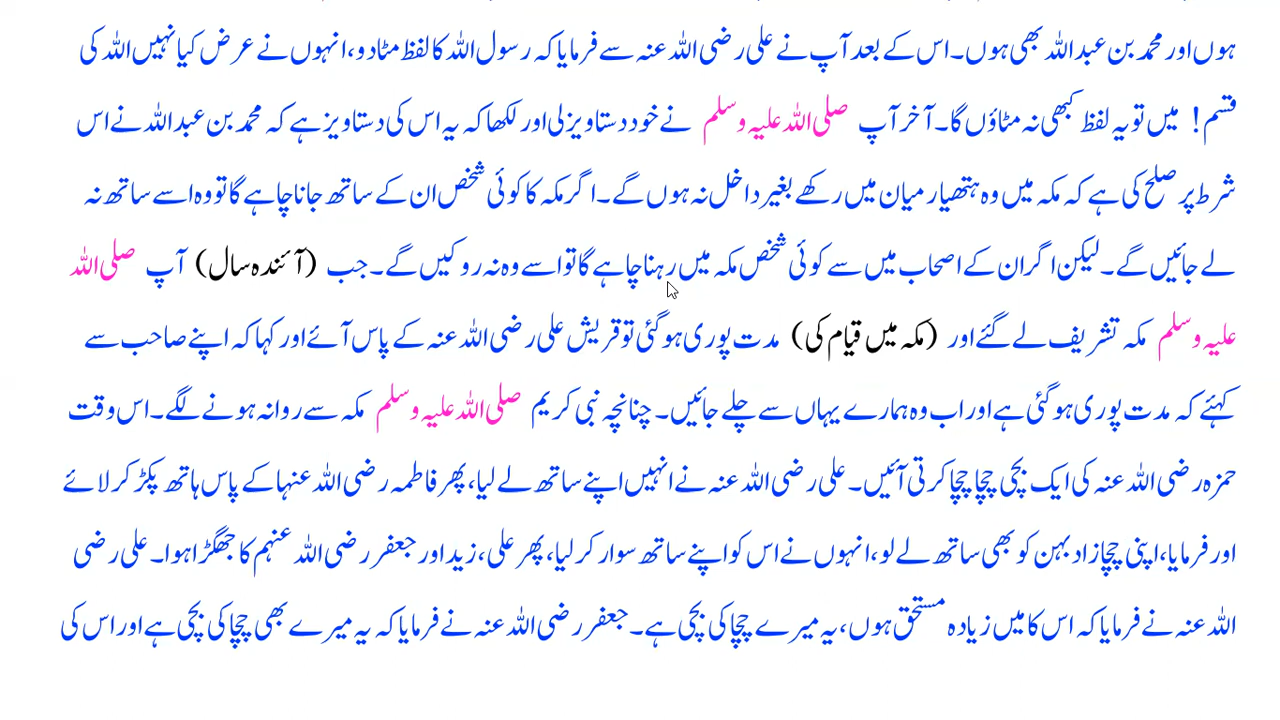 ہوں اور محمد بن عبداللہ بھی ہوں۔ اس کے بعد آپ نے علی رضی اللہ عنہ سے فرمایا کہ رسول اللہ کا لفظ مٹا دو، انہوں نے عرض کیا نہیں اللہ کی
قسم! میں تو یہ لفظ کبھی نہ مٹاؤں گا۔ آخر آپ صلی اللہ علیہ وسلم نے خود دستاویز لی اور لکھا کہ یہ اس کی دستاویز ہے کہ محمد بن عبداللہ نے اس
شرط پر صلح کی ہے کہ مکہ میں وہ ہتھیار میان میں رکھے بغیر داخل نہ ہوں گے۔ اگر مکہ کا کوئی شخص ان کے ساتھ جانا چاہے گا تو وہ اسے ساتھ نہ
لے جائیں گے۔ لیکن اگر ان کے اصحاب میں سے کوئی شخص مکہ میں رہنا چاہے گا تو اسے وہ نہ روکیں گے۔ جب (آئندہ سال) آپ صلی اللہ
علیہ وسلم مکہ تشریف لے گئے اور (مکہ میں قیام کی) مدت پوری ہو گئی تو قریش علی رضی اللہ عنہ کے پاس آئے اور کہا کہ اپنے صاحب سے
کہئے کہ مدت پوری ہو گئی ہے اور اب وہ ہمارے یہاں سے چلے جائیں۔ چنانچہ نبی کریم صلی اللہ علیہ وسلم مکہ سے روانہ ہونے لگے۔ اس وقت
حمزہ رضی اللہ عنہ کی ایک بچی چچا چچا کرتی آئیں۔ علی رضی اللہ عنہ نے انہیں اپنے ساتھ لے لیا، پھر فاطمہ رضی اللہ عنہا کے پاس ہاتھ پکڑ کر لائے
اور فرمایا، اپنی چچا زاد بہن کو بھی ساتھ لے لو، انہوں نے اس کو اپنے ساتھ سوار کر لیا، پھر علی، زید اور جعفر رضی اللہ عنہم کا جھگڑا ہوا۔ علی رضی
اللہ عنہ نے فرمایا کہ اس کا میں زیادہ مستحق ہوں، یہ میرے چچا کی بچی ہے۔ جعفر رضی اللہ عنہ نے فرمایا کہ یہ میرے بھی چچا کی بچی ہے اور اس کی